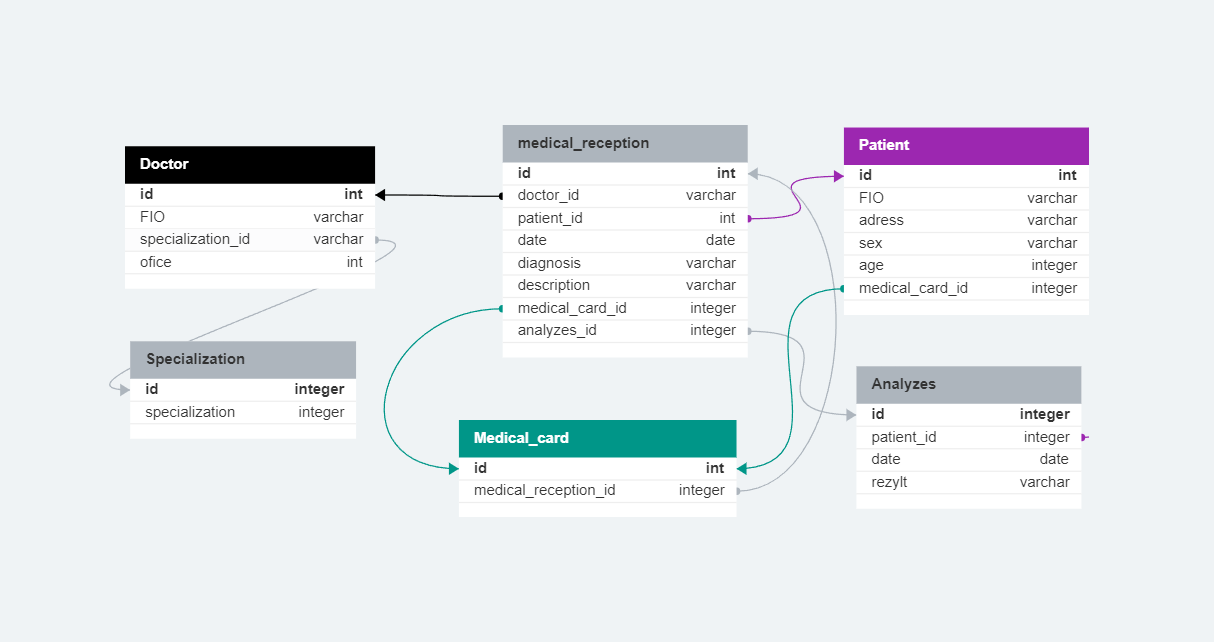 Doctor
id int
FIO varchar
specialization_id varchar
ofice int
medical_reception
id int
doctor_id varchar
patient_id int
date date
diagnosis varchar
description varchar
medical_card_id integer
analyzes_id integer
Patient
id int
FIO varchar
adress varchar
sex varchar
age integer
medical_card_id integer
Specialization
id integer
specialization integer
Medical_card
id int
medical_reception_id integer
Analyzes
id integer
patient_id integer
date date
rezylt varchar